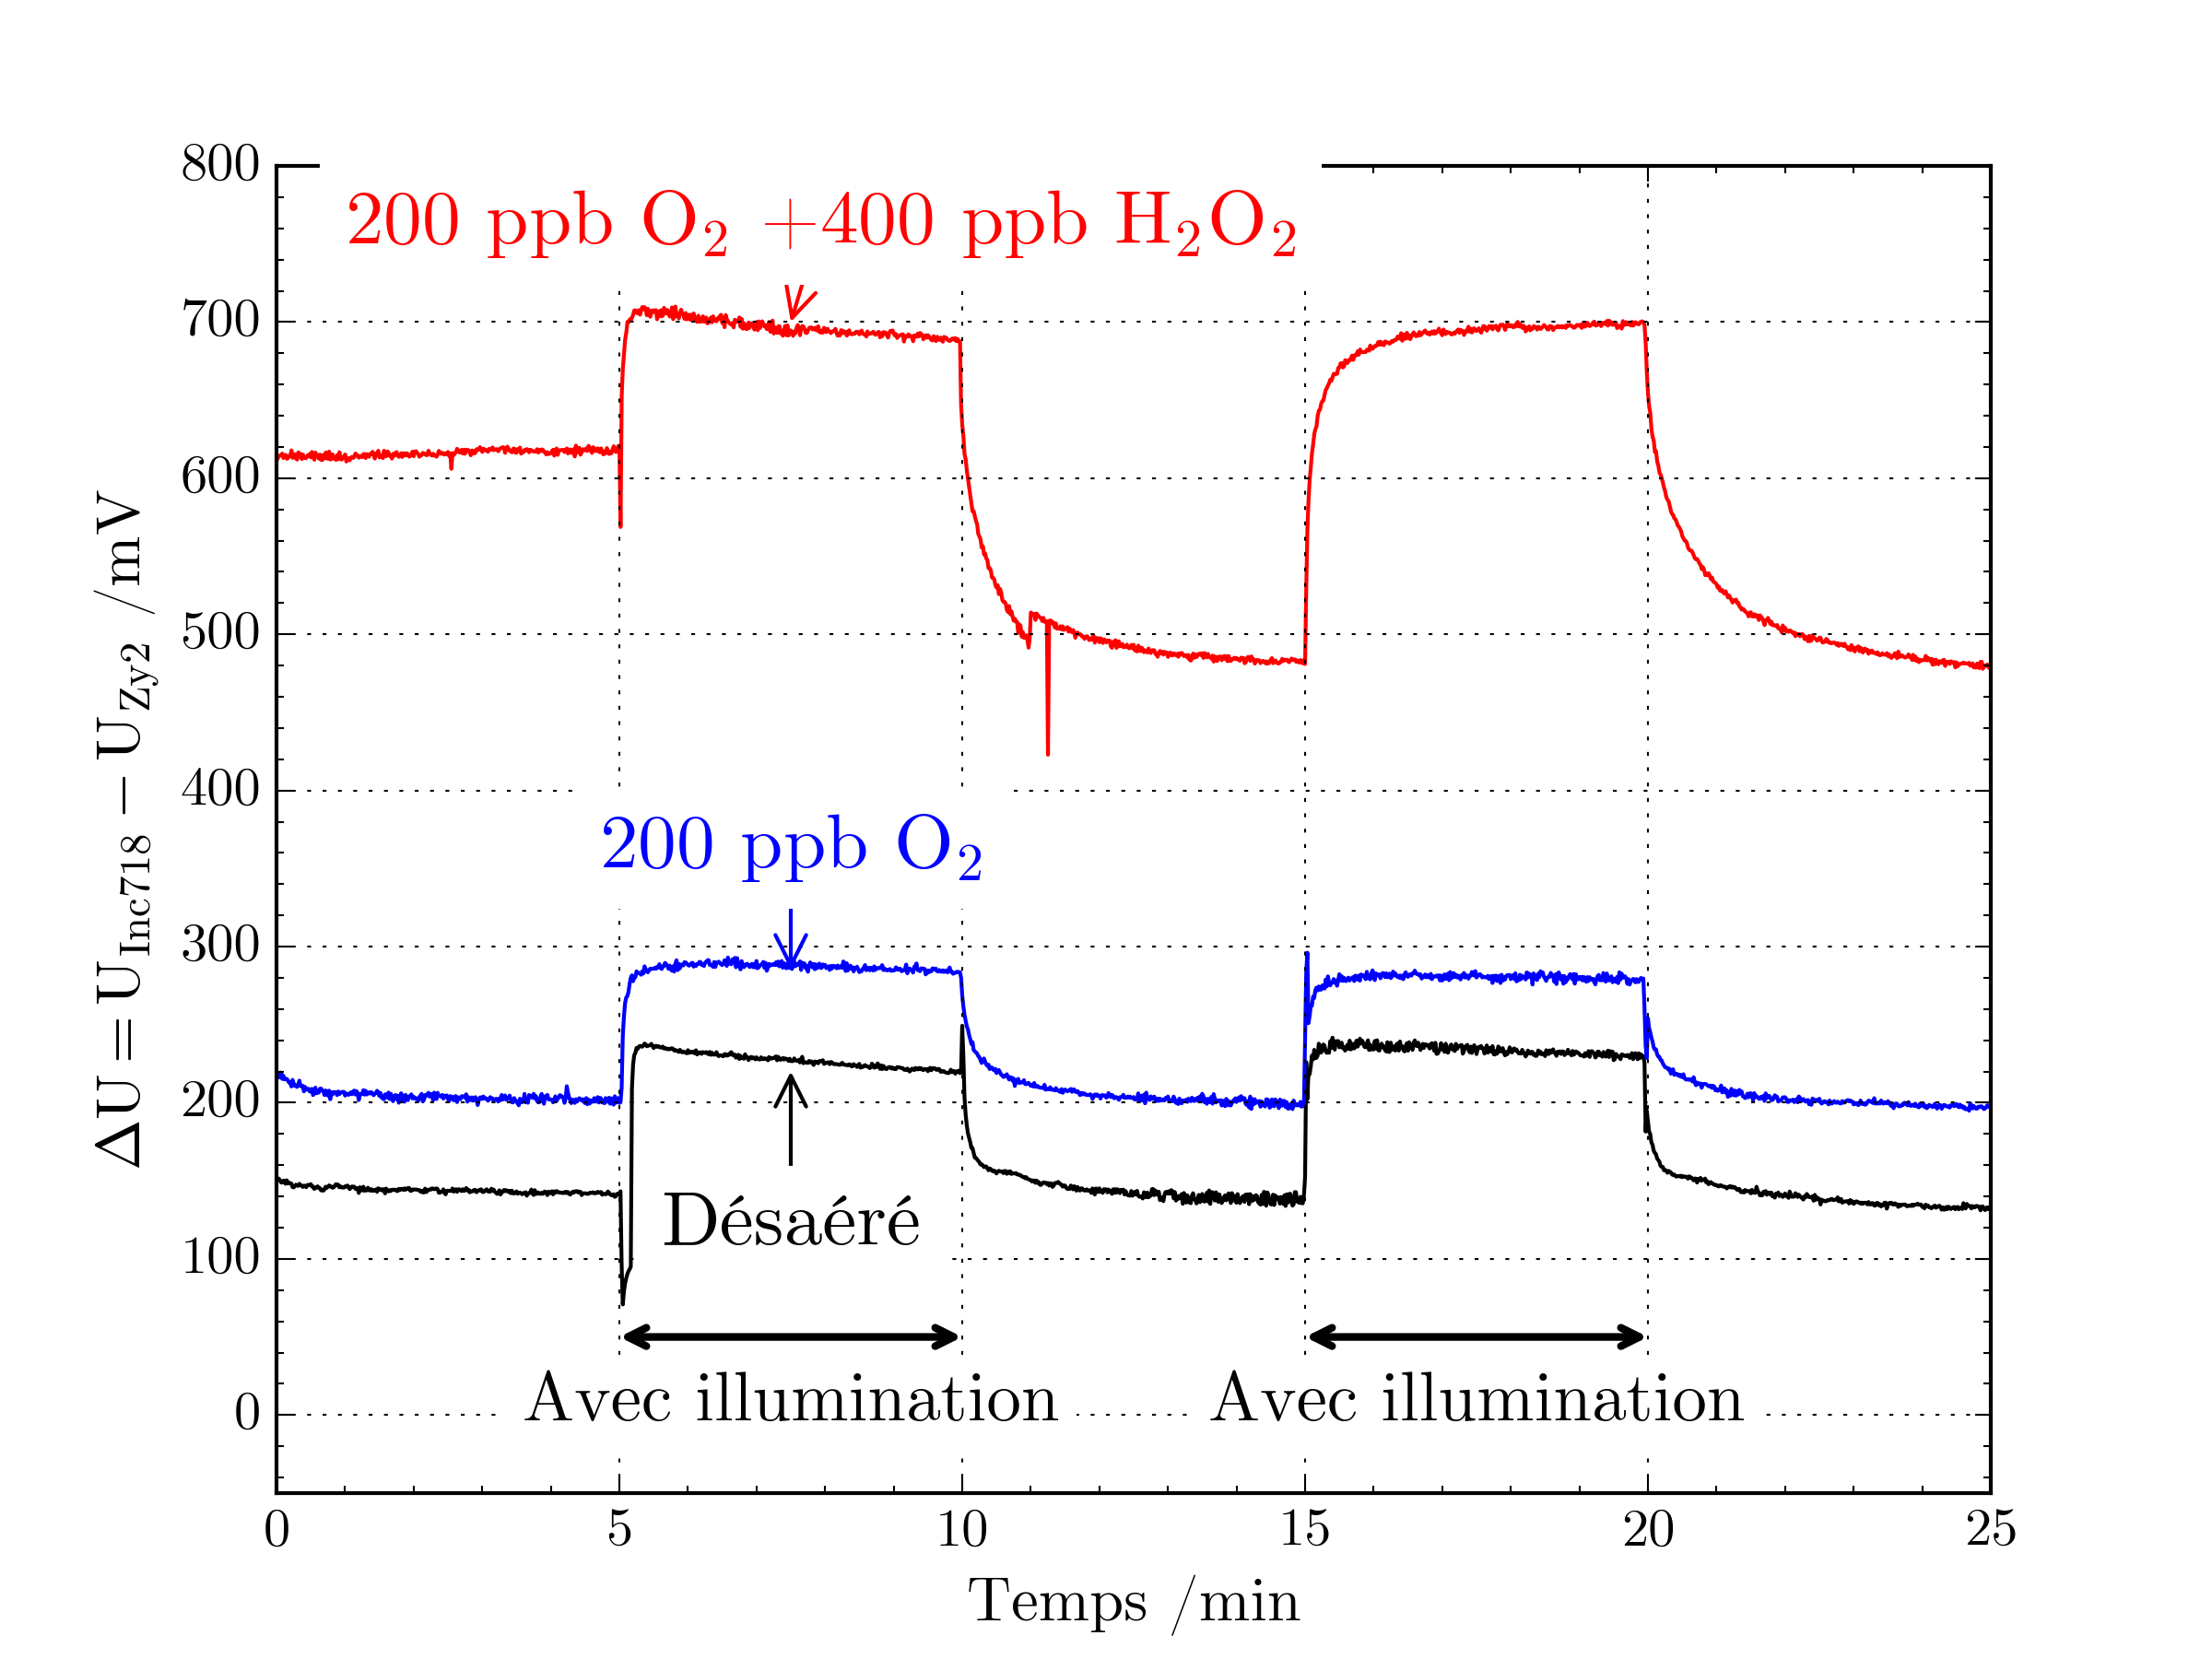 200 ppb O₂ +400 ppb H₂O₂
200 ppb O₂
Désaéré
Avec illumination
Avec illumination
ΔU = U_Inc718 − U_Zy2 /mV
800
700
600
500
400
300
200
100
0
0 5 10 15 20 25
Temps /min